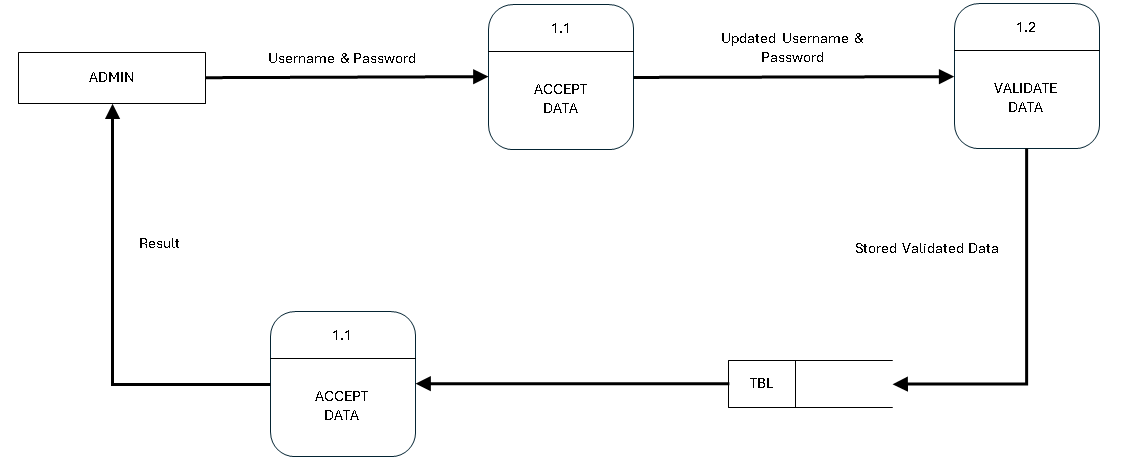 1.1
1.2
Updated Username &
Password
Username & Password
ADMIN
ACCEPT
DATA
VALIDATE
DATA
Result
Stored Validated Data
1.1
TBL
ACCEPT
DATA